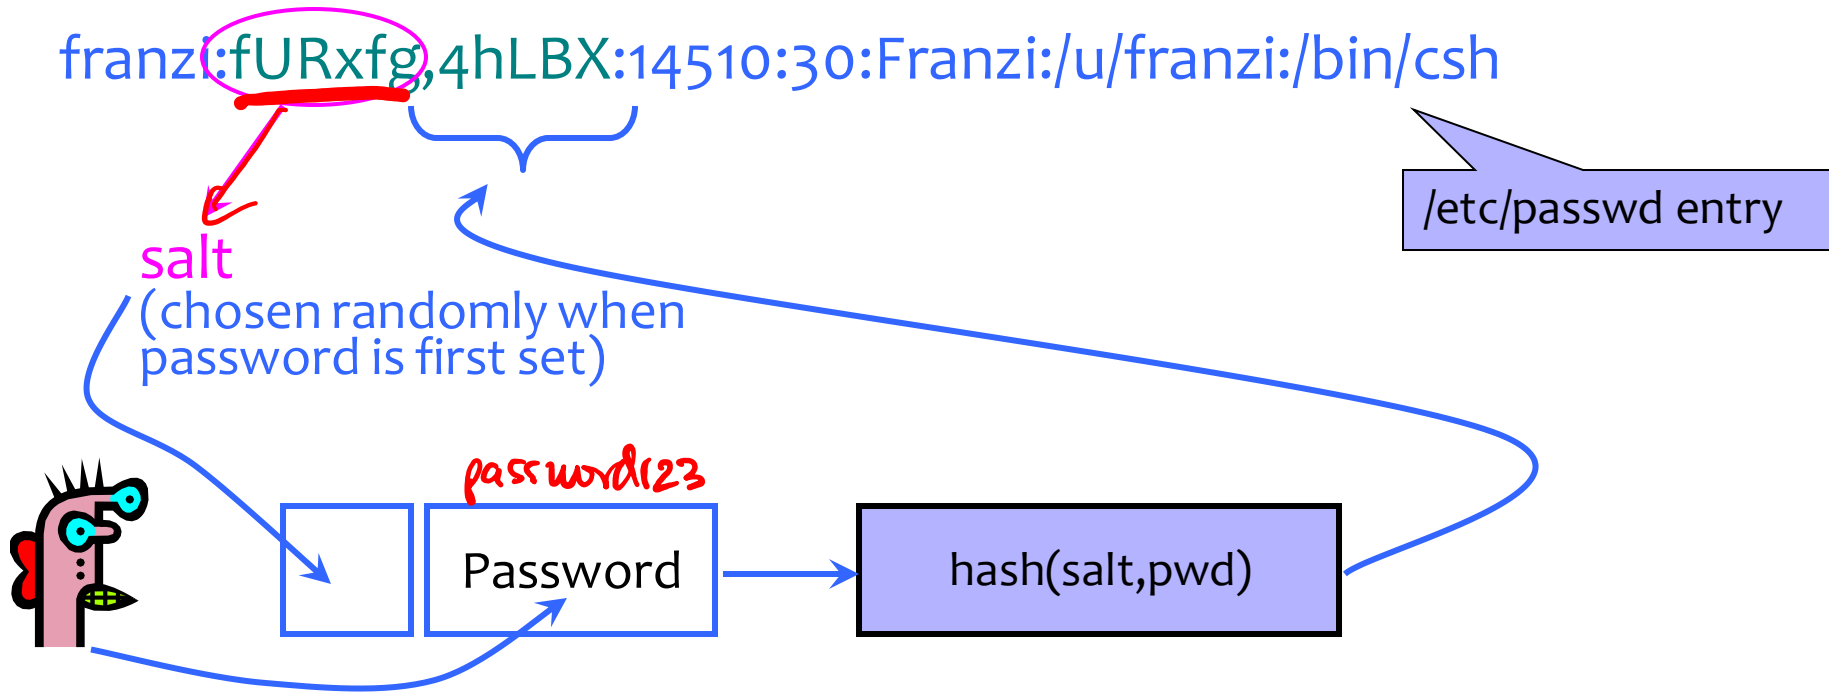 franzi:fURxfg,4hLBX:14510:30:Franzi:/u/franzi:/bin/csh
/etc/passwd entry
salt
(chosen randomly when
password is first set)
password123
Password
hash(salt,pwd)